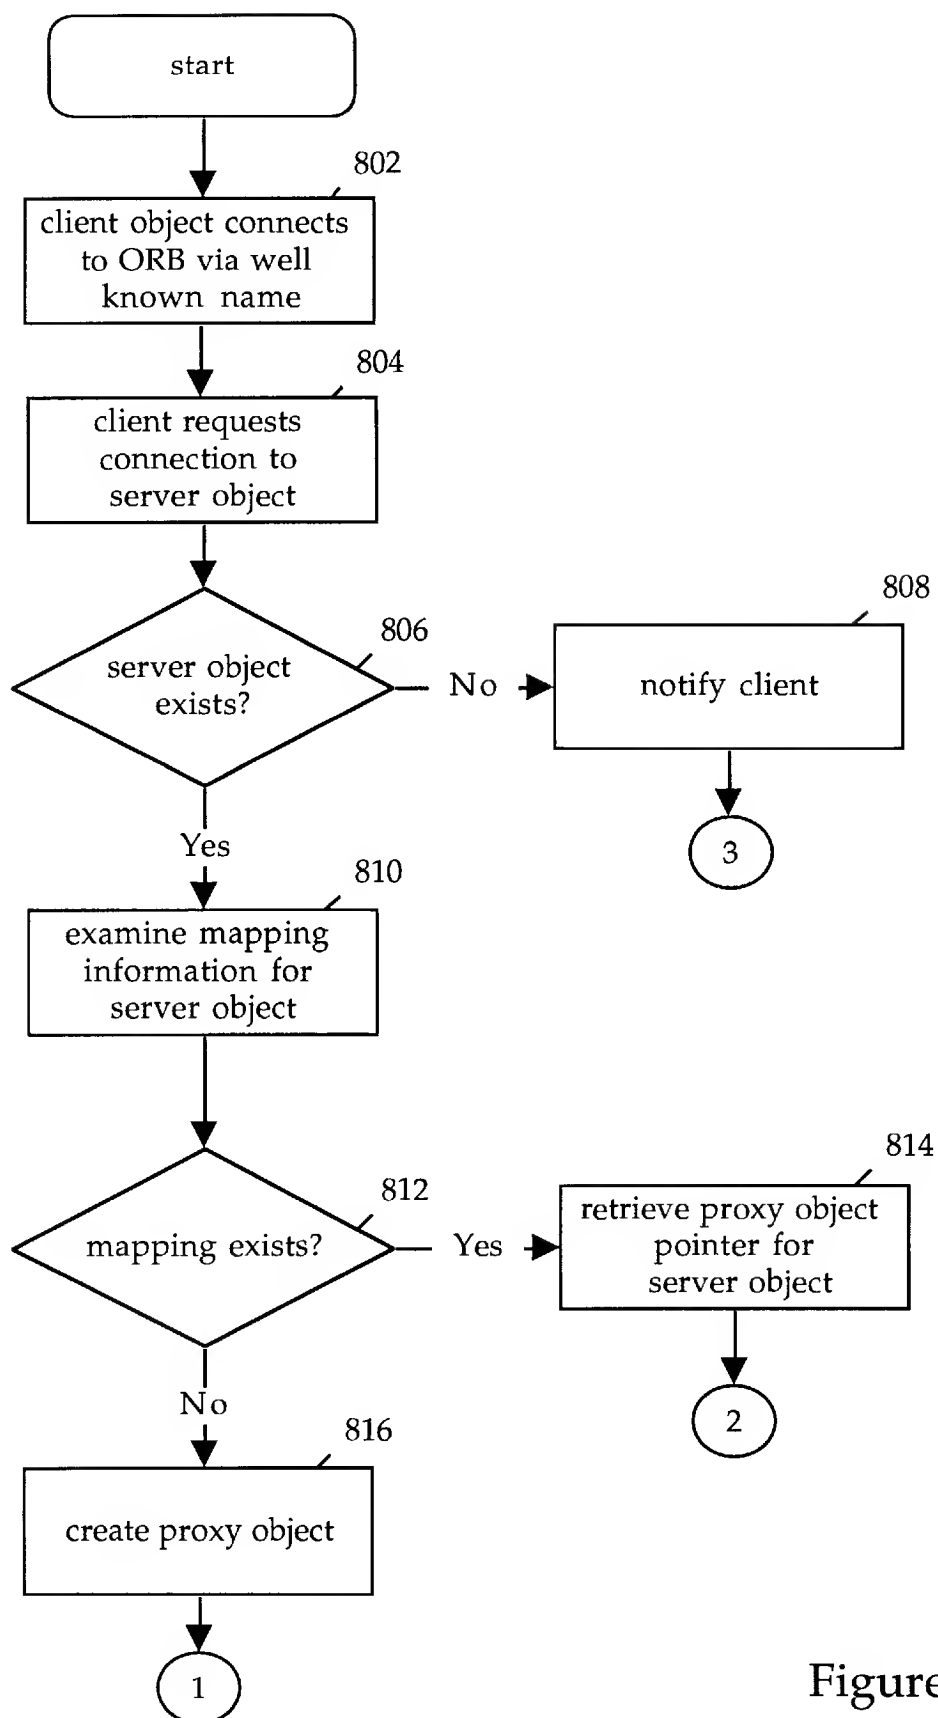 start
802
client object connects
to ORB via well
known name
804
client requests
connection to
server object
806
server object
exists?
No
808
notify client
3
Yes
810
examine mapping
information for
server object
812
mapping exists?
Yes
814
retrieve proxy object
pointer for
server object
2
No
816
create proxy object
1
Figure